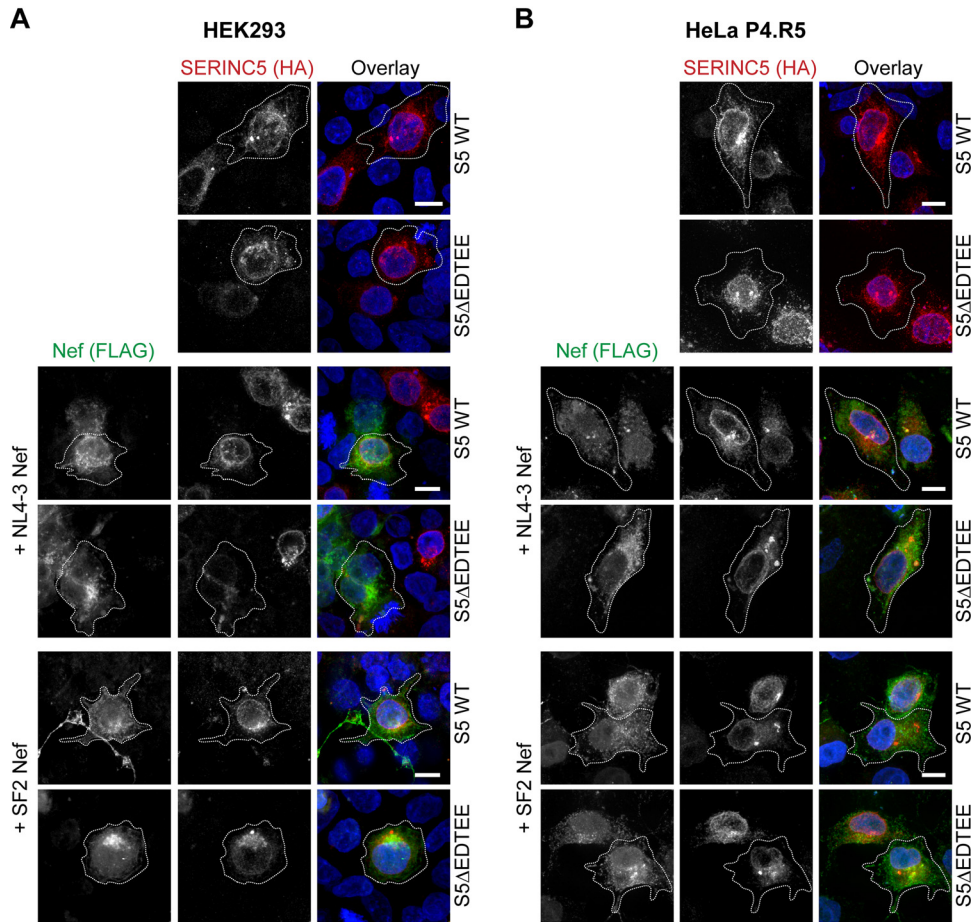 A
HEK293
SERINC5 (HA)
Overlay
S5 WT
S5ΔEDTEE
Nef (FLAG)
+ NL4-3 Nef
S5 WT
S5ΔEDTEE
+ SF2 Nef
S5 WT
S5ΔEDTEE
B
HeLa P4.R5
SERINC5 (HA)
Overlay
S5 WT
S5ΔEDTEE
Nef (FLAG)
+ NL4-3 Nef
S5 WT
S5ΔEDTEE
+ SF2 Nef
S5 WT
S5ΔEDTEE